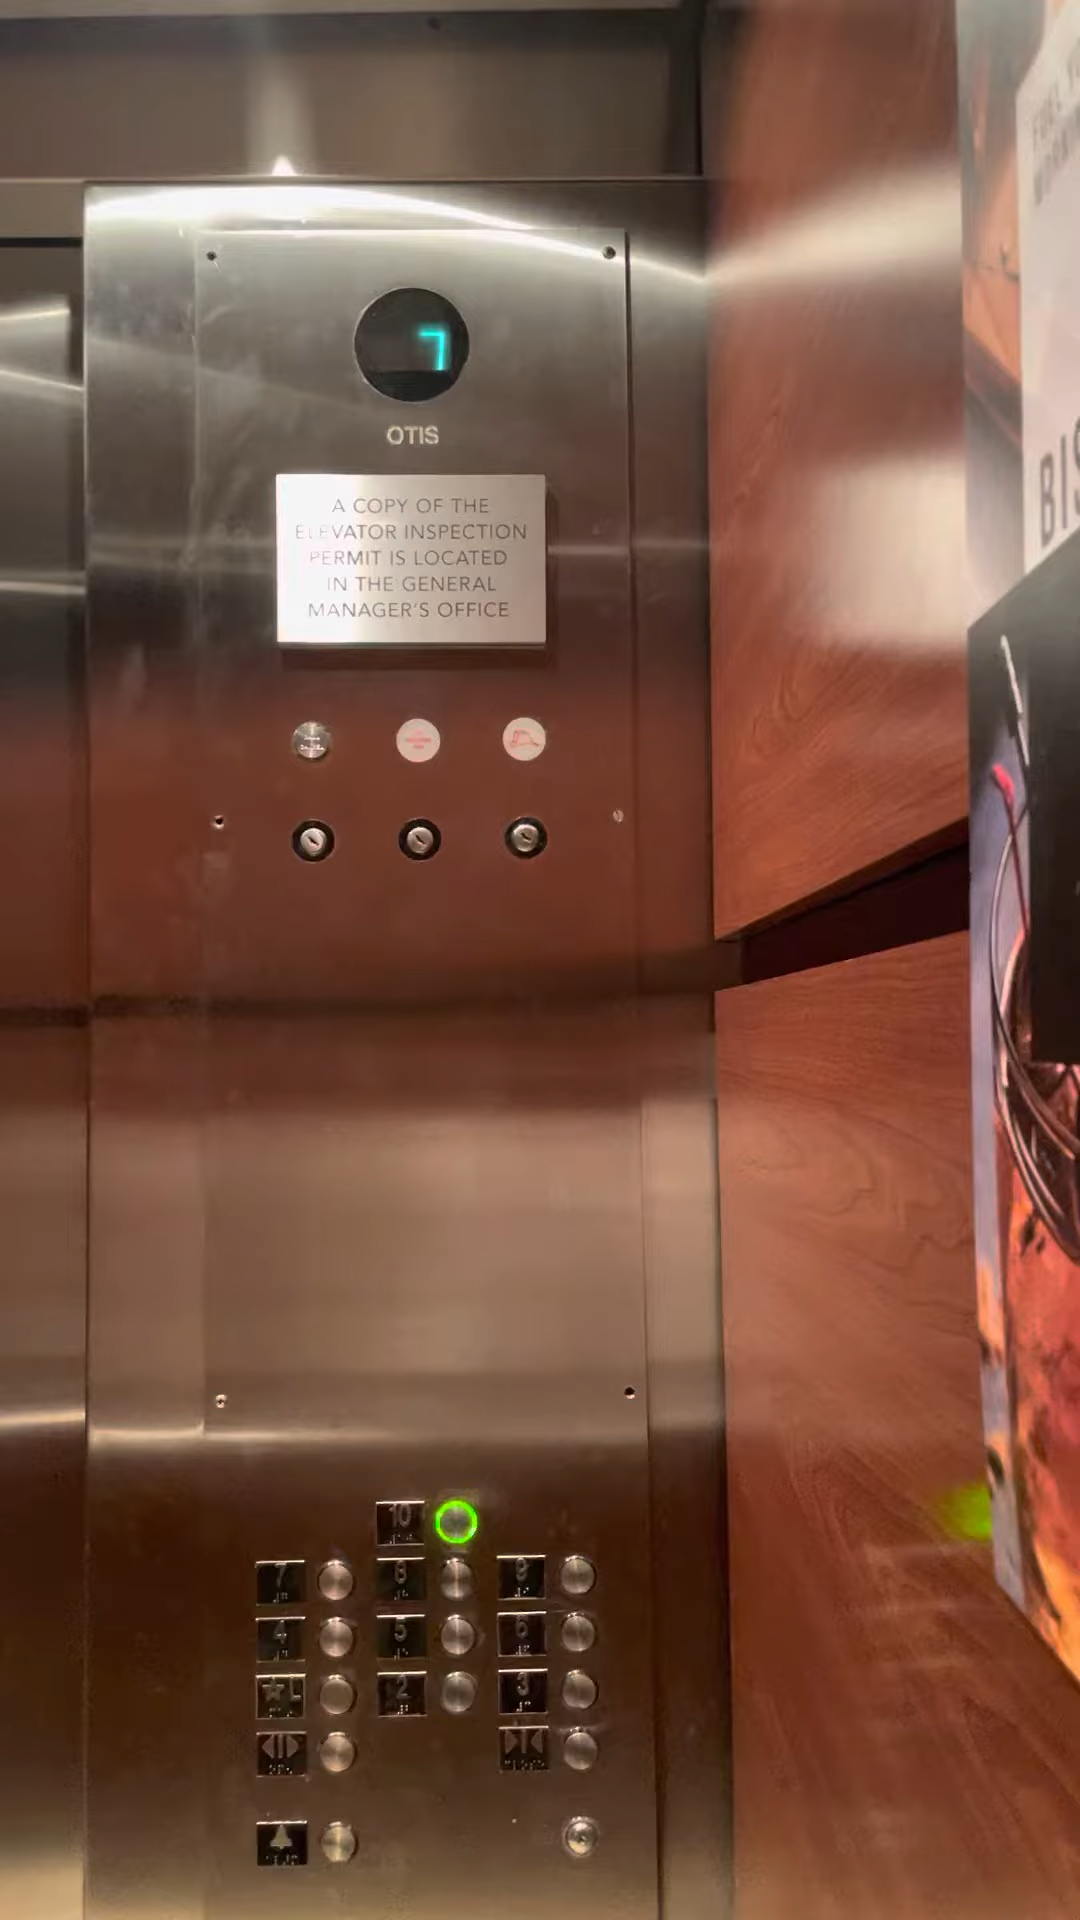 7
OTIS
A COPY OF THE
ELEVATOR INSPECTION
PERMIT IS LOCATED
IN THE GENERAL
MANAGER'S OFFICE
BIS
10
7
8
9
4
5
6
★L
2
3